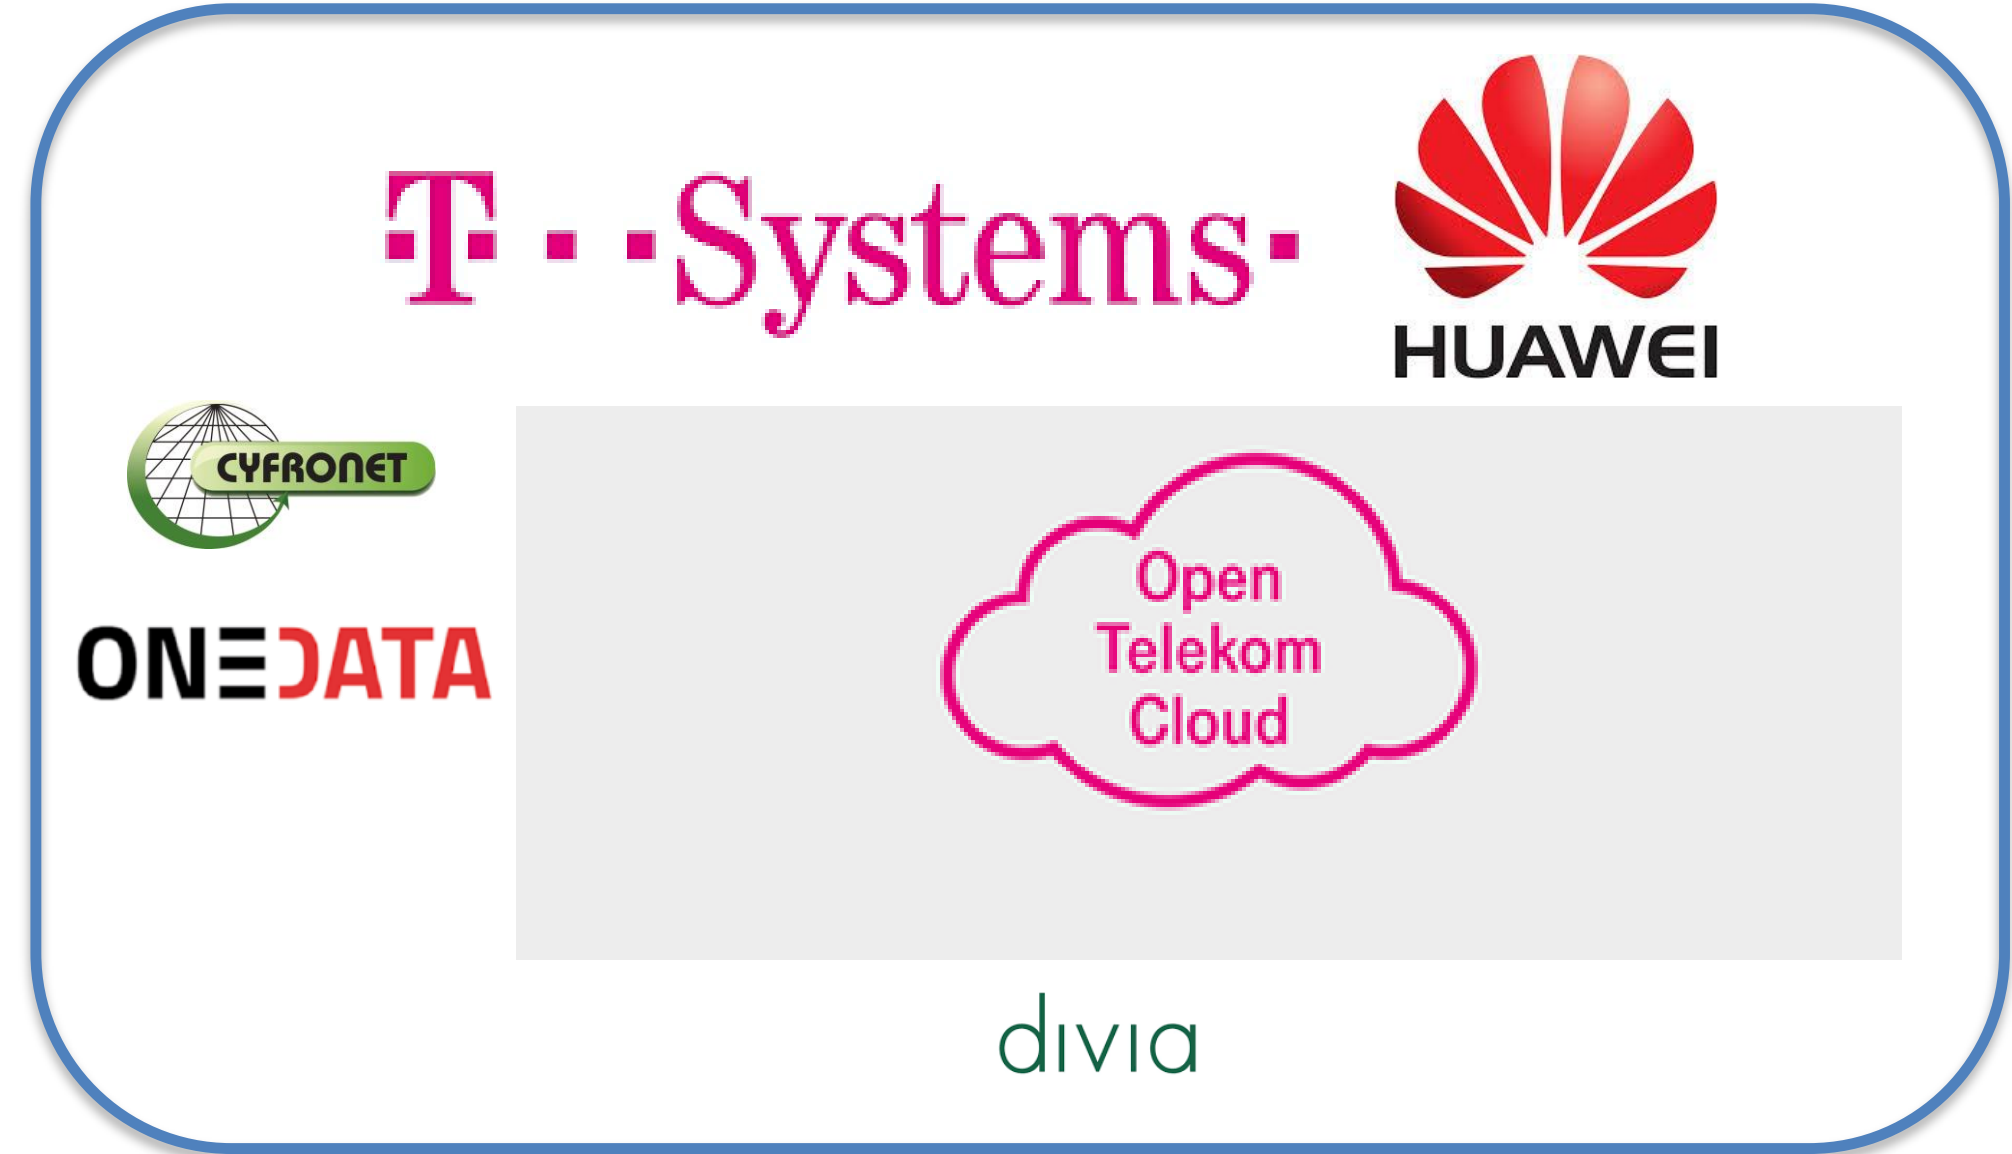 T··Systems·
HUAWEI
CYFRONET
ONEDATA
Open
Telekom
Cloud
divia